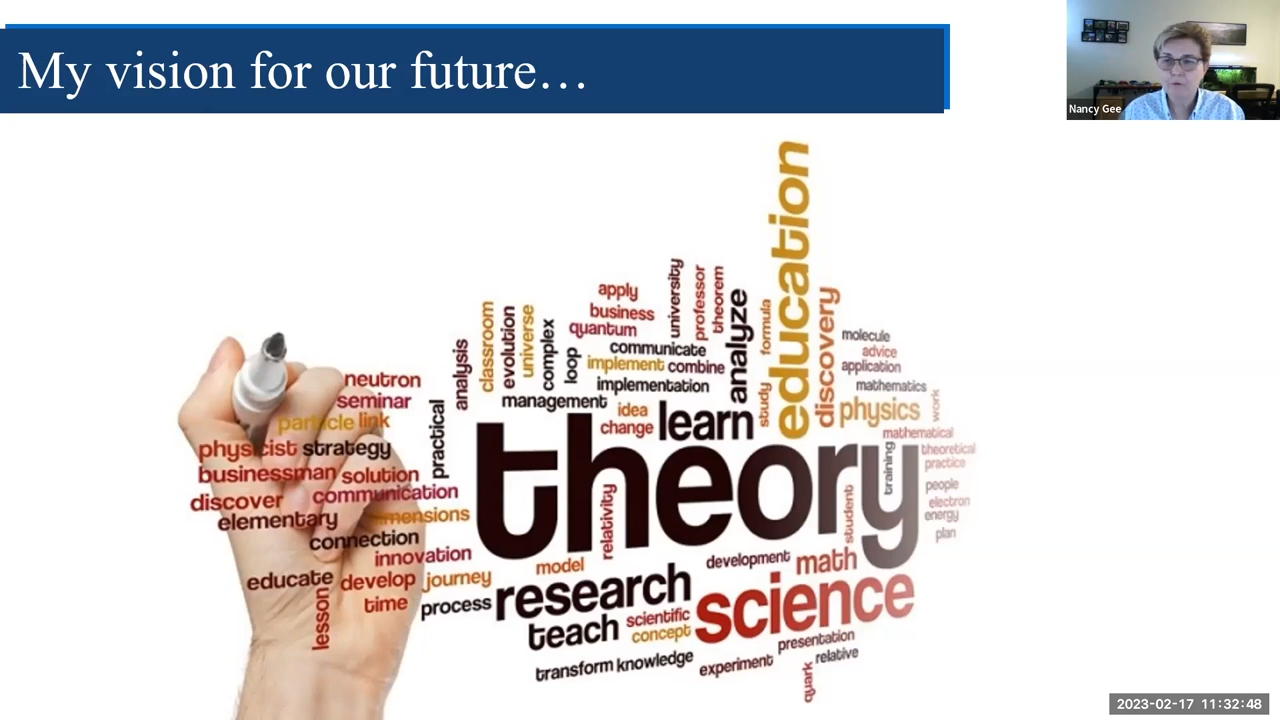 My vision for our future…
Nancy Gee
education
university
professor
theorem
apply
business
quantum
communicate
implement combine
implementation
management
analyze
formula
discovery
study
classroom
evolution
universe
complex
loop
analysis
practical
idea
change
learn
molecule
advice
application
mathematics
physics
work
mathematical
theoretical
practice
people
electron
energy
plan
training
student
theory
relativity
neutron
seminar
particle link
physicist strategy
businessman solution
discover communication
elementary
connection
innovation
educate develop journey
time
lesson
model
process
research
development
math
science
teach
scientific
concept
transform knowledge
experiment
presentation
relative
quark
2023-02-17 11:32:48